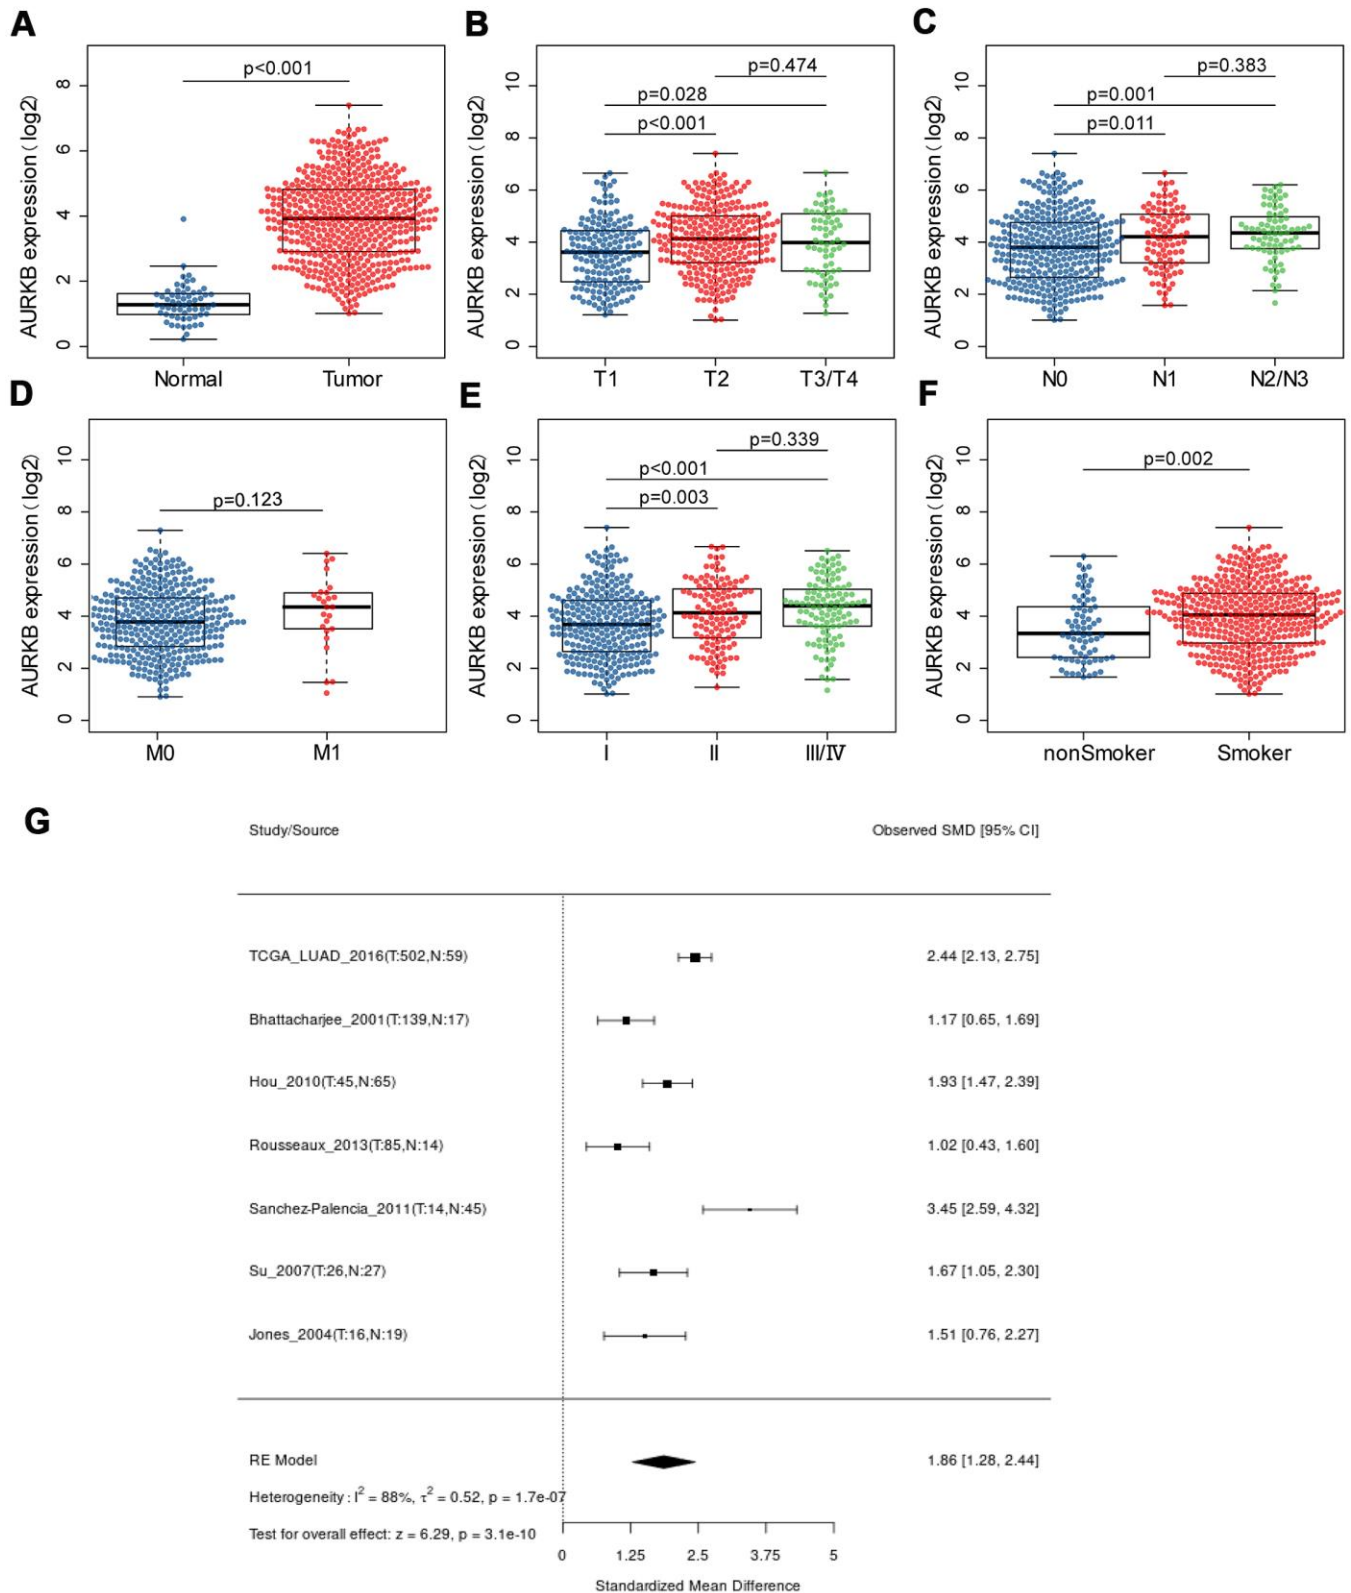 A
AURKB expression（log2)
8
6
4
2
0
p<0.001
Normal
Tumor
B
AURKB expression（log2)
10
8
6
4
2
0
p=0.474
p=0.028
p<0.001
T1
T2
T3/T4
C
AURKB expression（log2)
10
8
6
4
2
0
p=0.383
p=0.001
p=0.011
N0
N1
N2/N3
D
AURKB expression（log2)
10
8
6
4
2
0
p=0.123
M0
M1
E
AURKB expression（log2)
10
8
6
4
2
0
p=0.339
p<0.001
p=0.003
I
II
III/IV
F
AURKB expression（log2)
10
8
6
4
2
0
p=0.002
nonSmoker
Smoker
G
Study/Source Observed SMD [95% CI]
TCGA_LUAD_2016(T:502,N:59) 2.44 [2.13, 2.75]
Bhattacharjee_2001(T:139,N:17) 1.17 [0.65, 1.69]
Hou_2010(T:45,N:65) 1.93 [1.47, 2.39]
Rousseaux_2013(T:85,N:14) 1.02 [0.43, 1.60]
Sanchez-Palencia_2011(T:14,N:45) 3.45 [2.59, 4.32]
Su_2007(T:26,N:27) 1.67 [1.05, 2.30]
Jones_2004(T:16,N:19) 1.51 [0.76, 2.27]
RE Model 1.86 [1.28, 2.44]
Heterogeneity : I² = 88%, τ² = 0.52, p = 1.7e-07
Test for overall effect: z = 6.29, p = 3.1e-10
0 1.25 2.5 3.75 5
Standardized Mean Difference